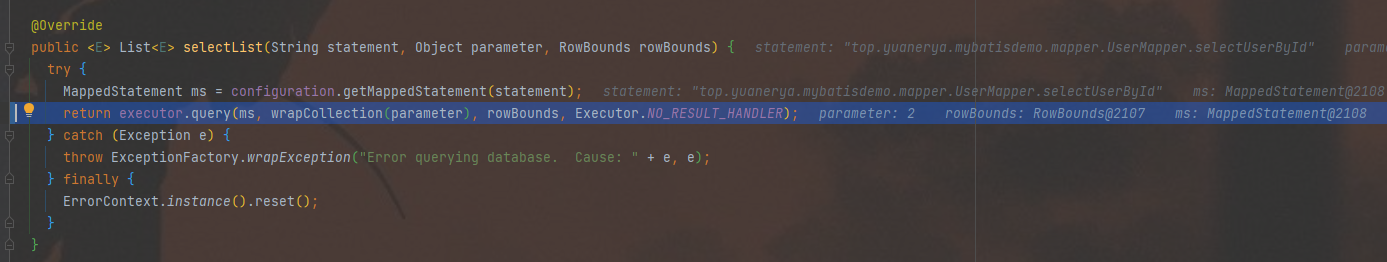 @Override
public <E> List<E> selectList(String statement, Object parameter, RowBounds rowBounds) { statement: "top.yuanerya.mybatisdemo.mapper.UserMapper.selectUserById" parame
try {
MappedStatement ms = configuration.getMappedStatement(statement); statement: "top.yuanerya.mybatisdemo.mapper.UserMapper.selectUserById" ms: MappedStatement@2108
return executor.query(ms, wrapCollection(parameter), rowBounds, Executor.NO_RESULT_HANDLER); parameter: 2 rowBounds: RowBounds@2107 ms: MappedStatement@2108
} catch (Exception e) {
throw ExceptionFactory.wrapException("Error querying database.  Cause: " + e, e);
} finally {
ErrorContext.instance().reset();
}
}